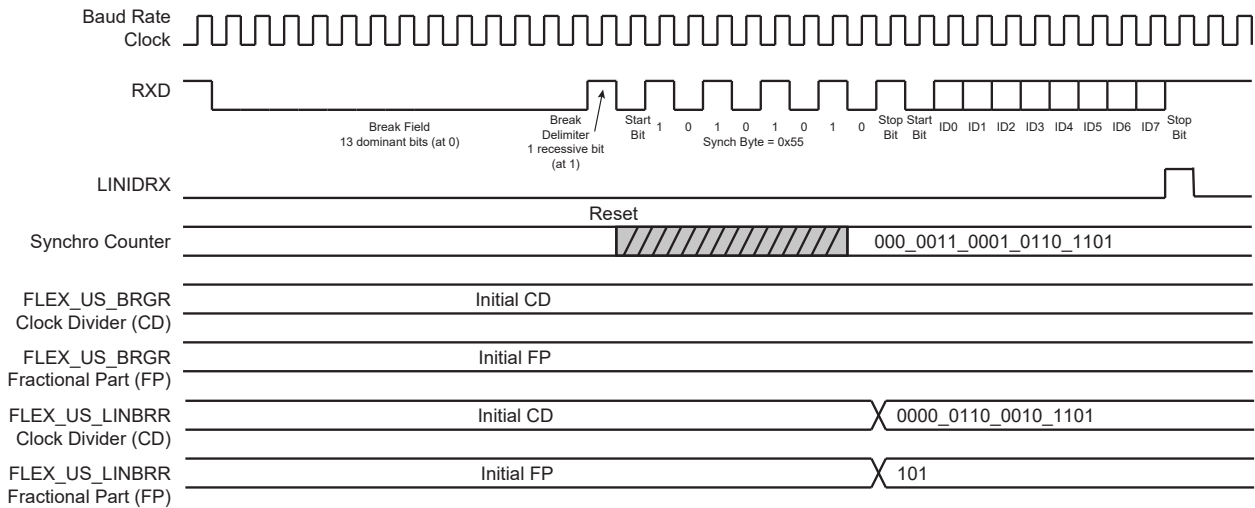 Baud Rate
Clock
RXD
Break Field
13 dominant bits (at 0)
Break
Delimiter
1 recessive bit
(at 1)
Start
Bit
1 0 1 0 1 0 1 0
Synch Byte = 0x55
Stop
Bit
Start
Bit
ID0 ID1 ID2 ID3 ID4 ID5 ID6 ID7
Stop
Bit
LINIDRX
Reset
Synchro Counter
000_0011_0001_0110_1101
FLEX_US_BRGR
Clock Divider (CD)
Initial CD
FLEX_US_BRGR
Fractional Part (FP)
Initial FP
FLEX_US_LINBRR
Clock Divider (CD)
Initial CD
0000_0110_0010_1101
FLEX_US_LINBRR
Fractional Part (FP)
Initial FP
101